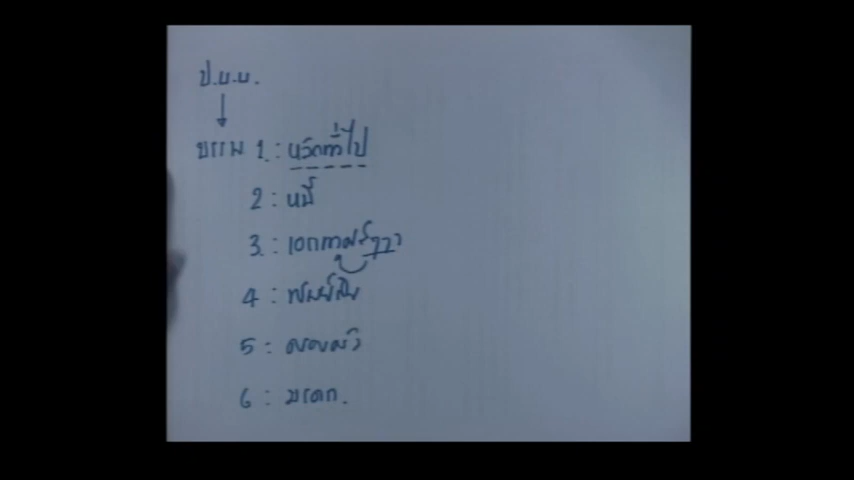 ป.พ.พ.
บรรพ 1 : หลักทั่วไป
2 : หนี้
3 : เอกเทศสัญญา
4 : ทรัพย์สิน
5 : ครอบครัว
6 : มรดก.